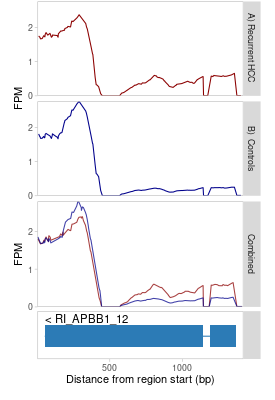 A) Recurrent HCC
2
1
0
FPM
B) Controls
2
1
0
FPM
Combined
2
1
0
FPM
< RI_APBB1_12
500
1000
Distance from region start (bp)